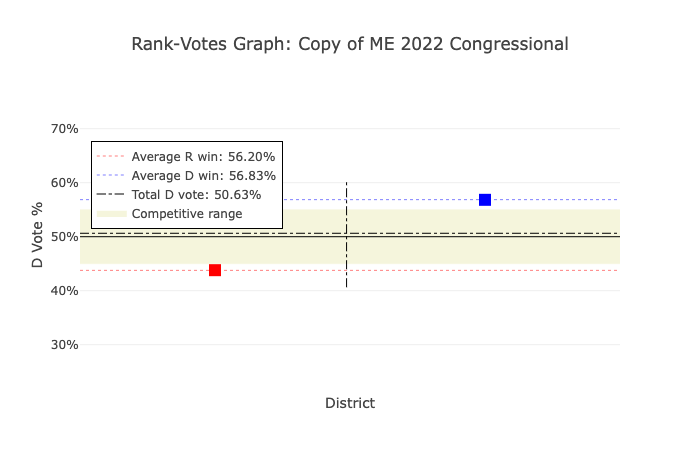 Rank-Votes Graph: Copy of ME 2022 Congressional
70%
Average R win: 56.20%
Average D win: 56.83%
Total D vote: 50.63%
Competitive range
60%
50%
40%
30%
D Vote %
District